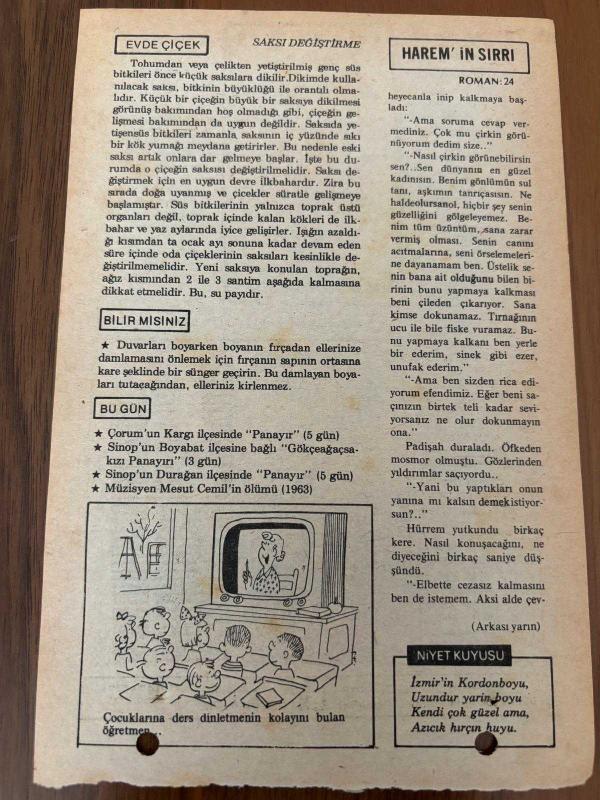 EVDE ÇİÇEK
SAKSI DEĞİŞTİRME
Tohumdan veya çelikten yetiştirilmiş genç süs
bitkileri önce küçük saksılara dikilir.Dikimde kulla-
nılacak saksı, bitkinin büyüklüğü ile orantılı olma-
lıdır. Küçük bir çiçeğin büyük bir saksıya dikilmesi
görünüş bakımından hoş olmadığı gibi, çiçeğin ge-
lişmesi bakımından da uygun değildir. Saksıda ye-
tişensüs bitkileri zamanla, saksının iç yüzünde sıkı
bir kök yumağı meydana getirirler. Bu nedenle eski
saksı artık onlara dar gelmeye başlar. İşte bu du-
rumda o çiçeğin saksısı değiştirilmelidir. Saksı de-
ğiştirmek için en uygun devre ilkbahardır. Zira bu
sırada doğa uyanmış ve çiçekler süratle gelişmeye
başlamıştır. Süs bitkilerinin yalnızca toprak üstü
organları değil, toprak içinde kalan kökleri de ilk-
bahar ve yaz aylarında iyice gelişirler. Işığın azaldı-
ğı kısımdan ta ocak ayı sonuna kadar devam eden
süre içinde oda çiçeklerinin saksıları kesinlikle de-
ğiştirilmemelidir. Yeni saksıya konulan toprağın,
ağız kısmından 2 ile 3 santim aşağıda kalmasına
dikkat etmelidir. Bu, su payıdır.
BİLİR MİSİNİZ
★ Duvarları boyarken boyanın fırçadan ellerinize
damlamasını önlemek için fırçanın sapının ortasına
kare şeklinde bir sünger geçirin. Bu damlayan boya-
ları tutacağından, elleriniz kirlenmez.
BU GÜN
★ Çorum'un Kargı ilçesinde "Panayır" (5 gün)
★ Sinop'un Boyabat ilçesine bağlı "Gökçeağaçsa-
kızı Panayırı" (3 gün)
★ Sinop'un Durağan ilçesinde "Panayır" (5 gün)
★ Müzisyen Mesut Cemil'in ölümü (1963)
Çocuklarına ders dinletmenin kolayını bulan
öğretmen...
HAREM' İN SIRRI
ROMAN: 24
heyecanla inip kalkmaya baş-
ladı:
"-Ama soruma cevap ver-
mediniz. Çok mu çirkin görü-
nüyorum dedim size.."
"-Nasıl çirkin görünebilirsin
sen?..Sen dünyanın en güzel
kadınısın. Benim gönlümün sul
tanı, aşkımın tanrıçasısın. Ne
haldeolursanol, hiçbir şey senin
güzelliğini gölgeleyemez. Be-
nim tüm üzüntüm, sana zarar
vermiş olması. Senin canını
acıtmalarına, seni örselemeleri-
ne dayanamam ben. Üstelik se-
nin bana ait olduğunu bilen bi-
rinin bunu yapmaya kalkması
beni çileden çıkarıyor. Sana
kimse dokunamaz. Tırnağının
ucu ile bile fiske vuramaz. Bu-
nu yapmaya kalkanı ben yerle
bir ederim, sinek gibi ezer,
unufak ederim."
"-Ama ben sizden rica edi-
yorum efendimiz. Eğer beni sa-
çınızın birtek teli kadar sevi-
yorsanız ne olur dokunmayın
ona."
Padişah duraladı. Öfkeden
mosmor olmuştu. Gözlerinden
yıldırımlar saçıyordu..
"-Yani bu yaptıkları onun
yanına mı kalsın demekistiyor-
sun?.."
Hürrem yutkundu birkaç
kere. Nasıl konuşacağını, ne
diyeceğini birkaç saniye düş-
şündü.
"-Elbette cezasız kalmasını
ben de istemem. Aksi alde çev-
(Arkası yarın)
NİYET KUYUSU
İzmir'in Kordonboyu,
Uzundur yarin boyu
Kendi çok güzel ama,
Azıcık hırçın huyu.